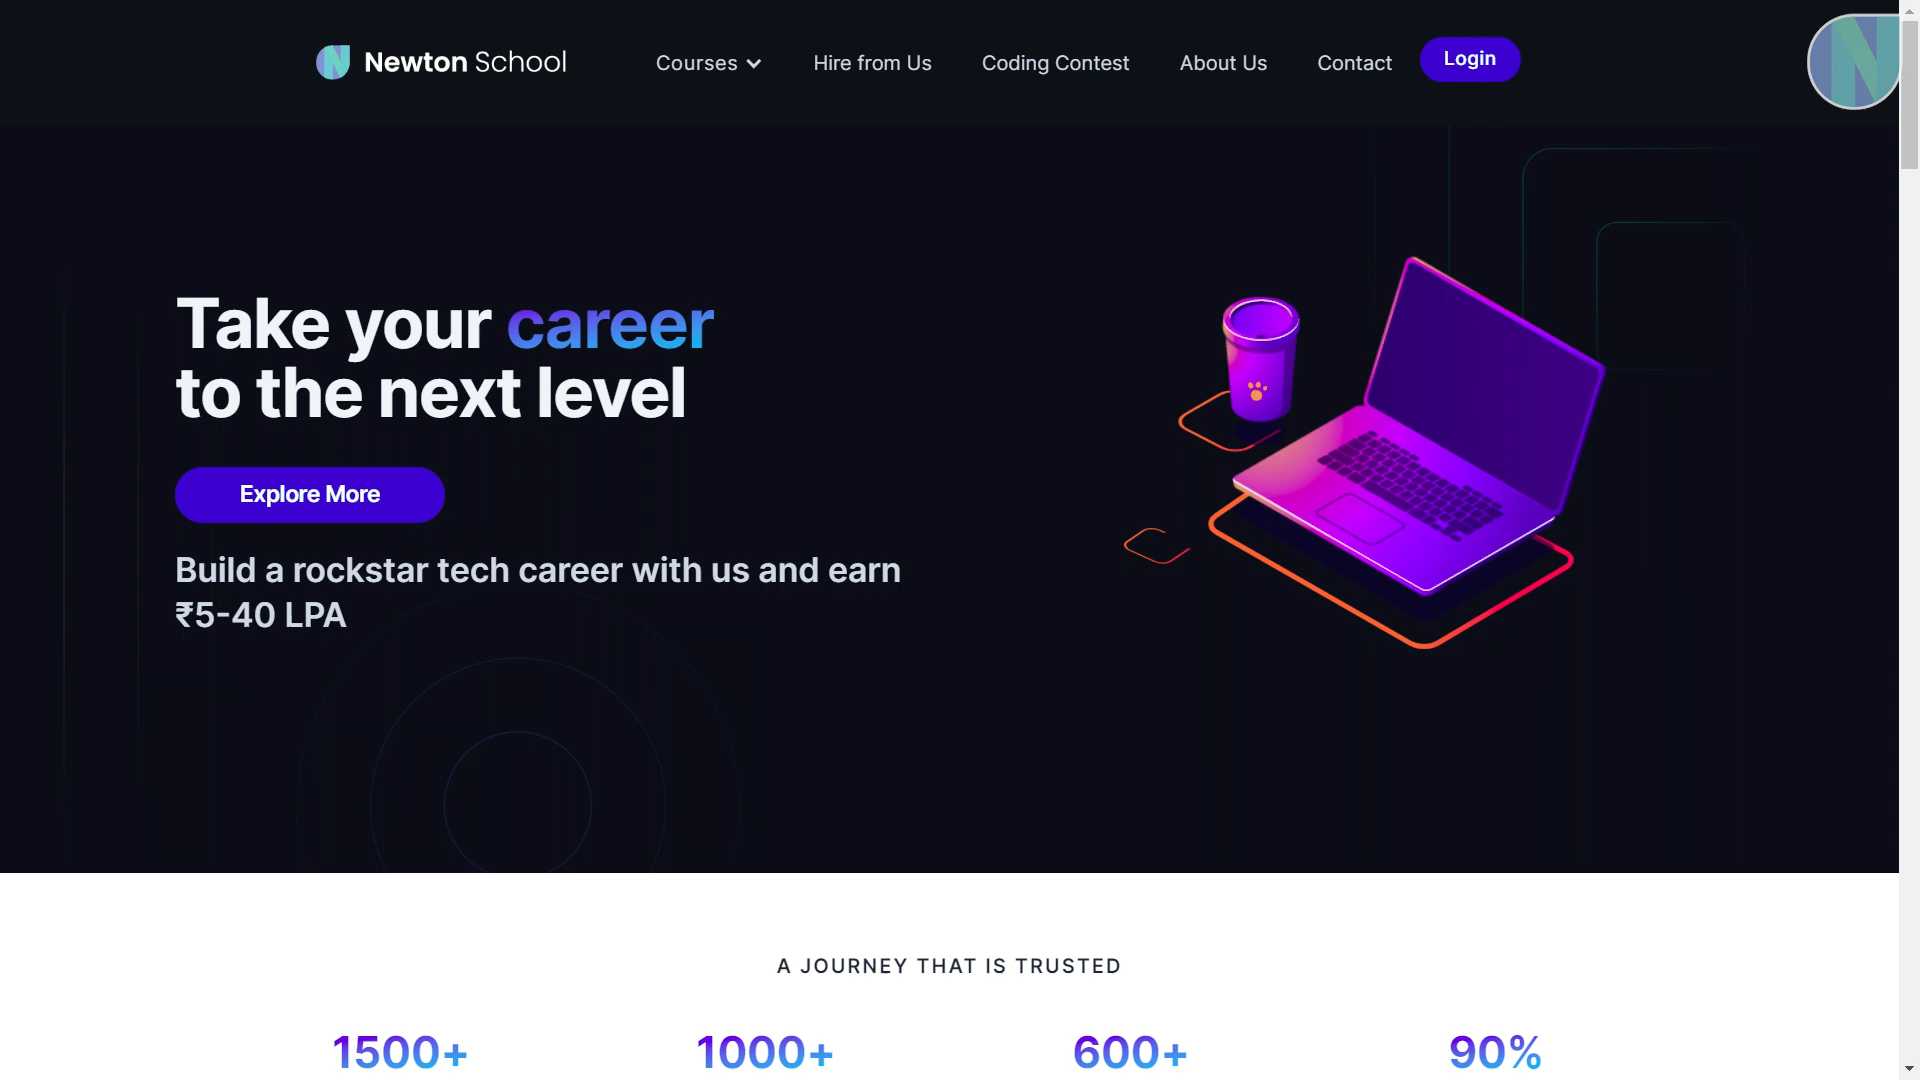 Newton School
Courses
Hire from Us
Coding Contest
About Us
Contact
Login
Take your career
to the next level
Explore More
Build a rockstar tech career with us and earn
₹5-40 LPA
A JOURNEY THAT IS TRUSTED
1500+
1000+
600+
90%